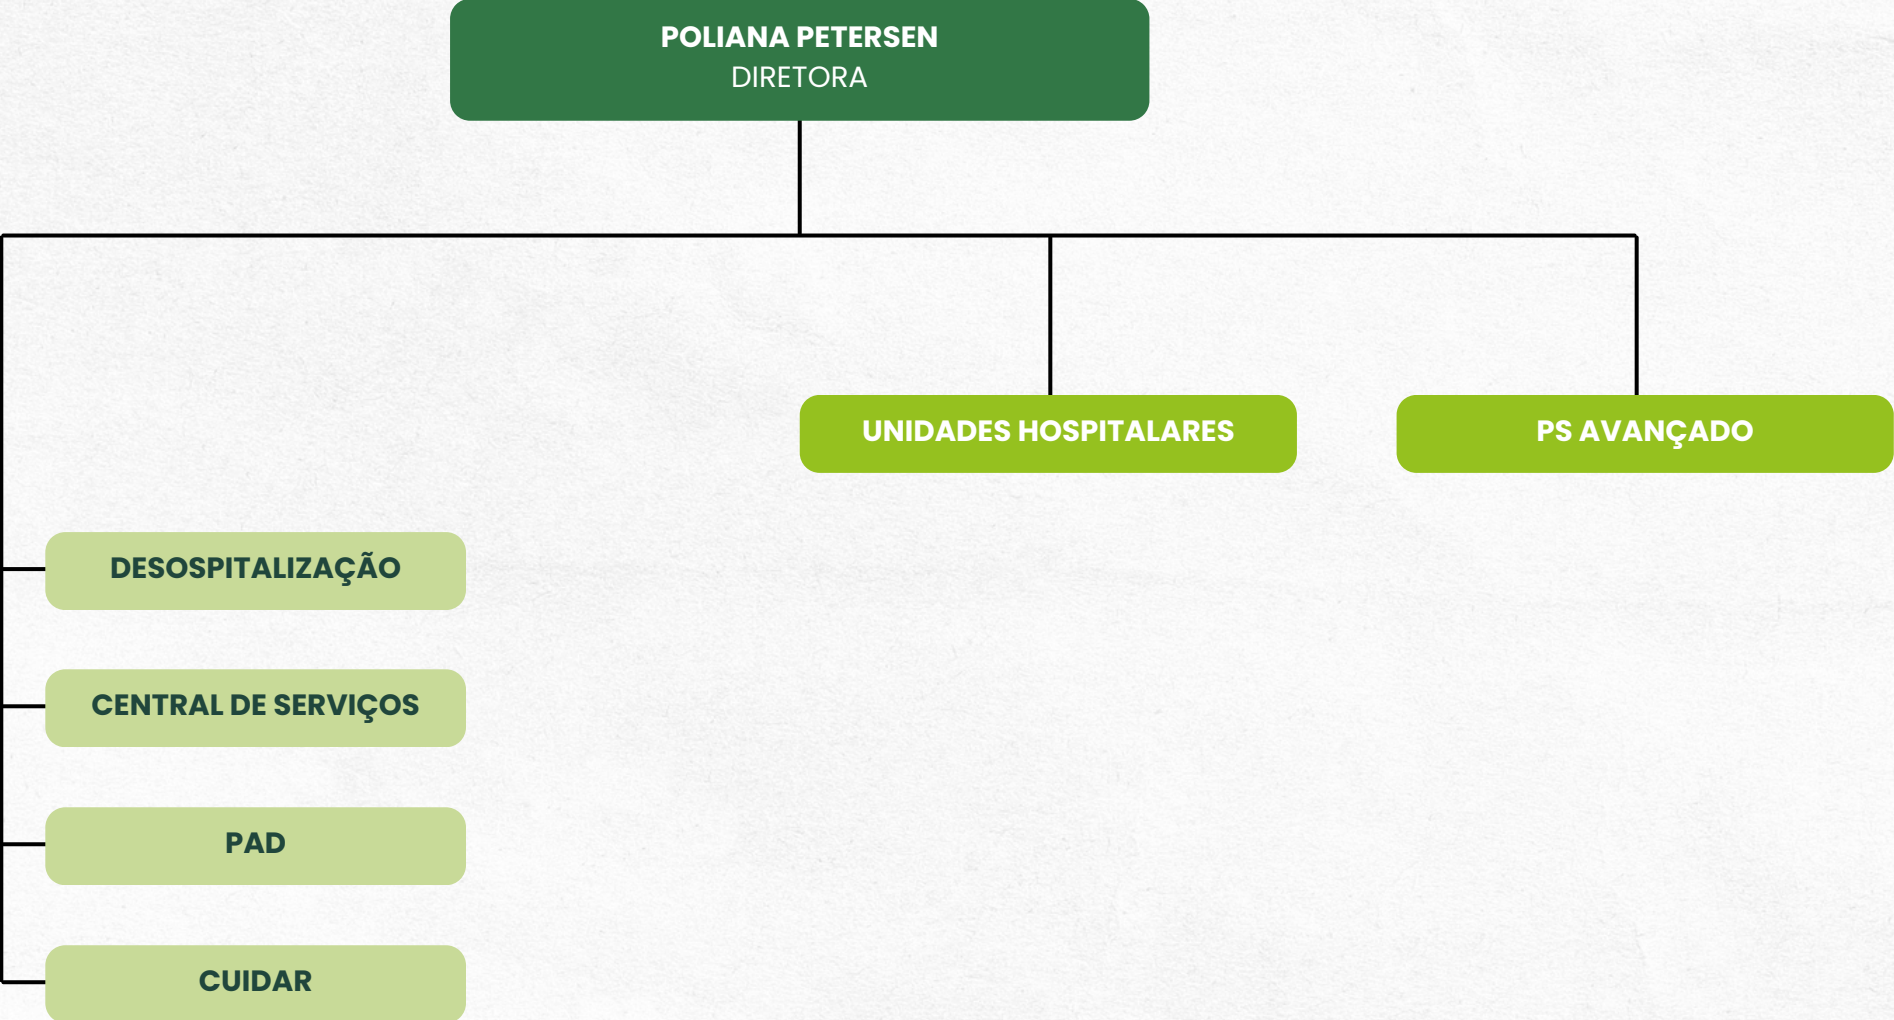 POLIANA PETERSEN
DIRETORA
UNIDADES HOSPITALARES
PS AVANÇADO
DESOSPITALIZAÇÃO
CENTRAL DE SERVIÇOS
PAD
CUIDAR